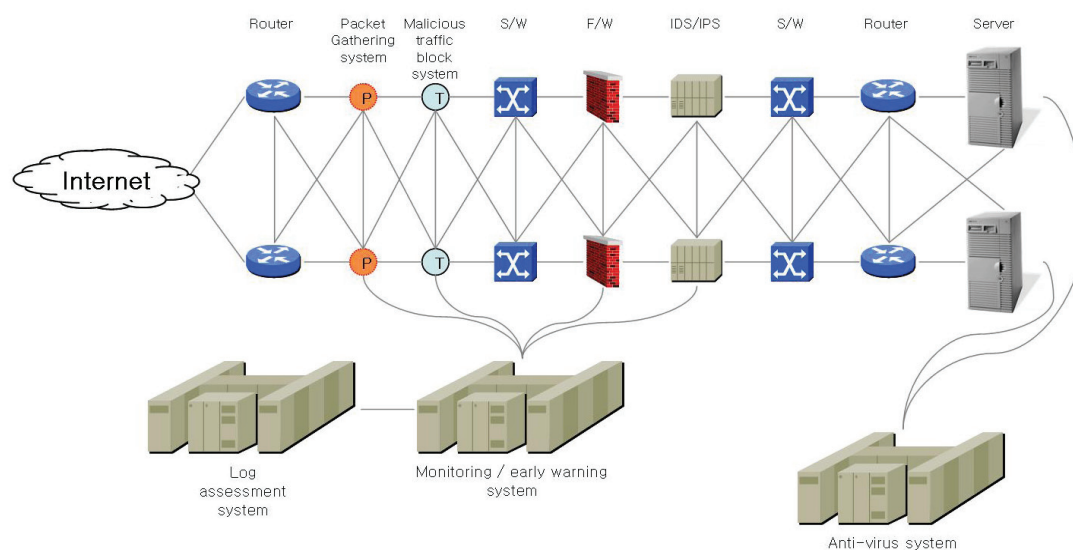 Router
Packet
Gathering
system
Malicious
traffic
block
system
S/W
F/W
IDS/IPS
S/W
Router
Server
P
T
Internet
P
T
Log
assessment
system
Monitoring / early warning
system
Anti-virus system